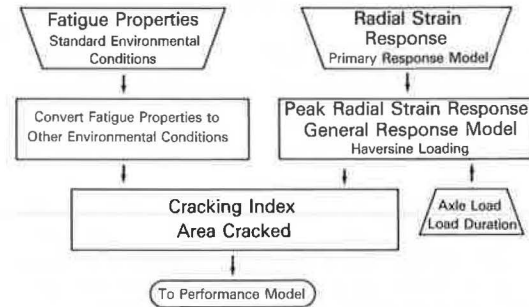 Fatigue Properties
Standard Environmental
Conditions
Radial Strain
Response
Primary Response Model
Convert Fatigue Properties to
Other Environmental Conditions
Peak Radial Strain Response
General Response Model
Haversine Loading
Cracking Index
Area Cracked
Axle Load
Load Duration
To Performance Model